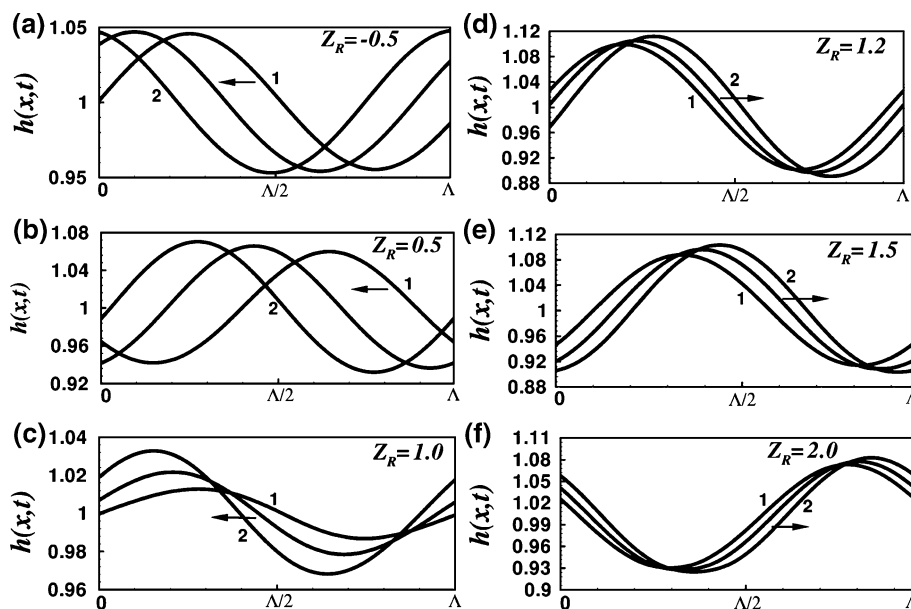 (a)
Z_R=-0.5
h(x,t)
1.05
1
0.95
1
2
0
Λ/2
Λ
(b)
Z_R=0.5
h(x,t)
1.08
1.04
1
0.96
0.92
1
2
0
Λ/2
Λ
(c)
Z_R=1.0
h(x,t)
1.04
1.02
1
0.98
0.96
1
2
0
Λ/2
Λ
(d)
Z_R=1.2
h(x,t)
1.12
1.08
1.04
1
0.96
0.92
0.88
2
1
0
Λ/2
Λ
(e)
Z_R=1.5
h(x,t)
1.12
1.08
1.04
1
0.96
0.92
0.88
2
1
0
Λ/2
Λ
(f)
Z_R=2.0
h(x,t)
1.11
1.08
1.05
1.02
0.99
0.96
0.93
0.9
1
2
0
Λ/2
Λ